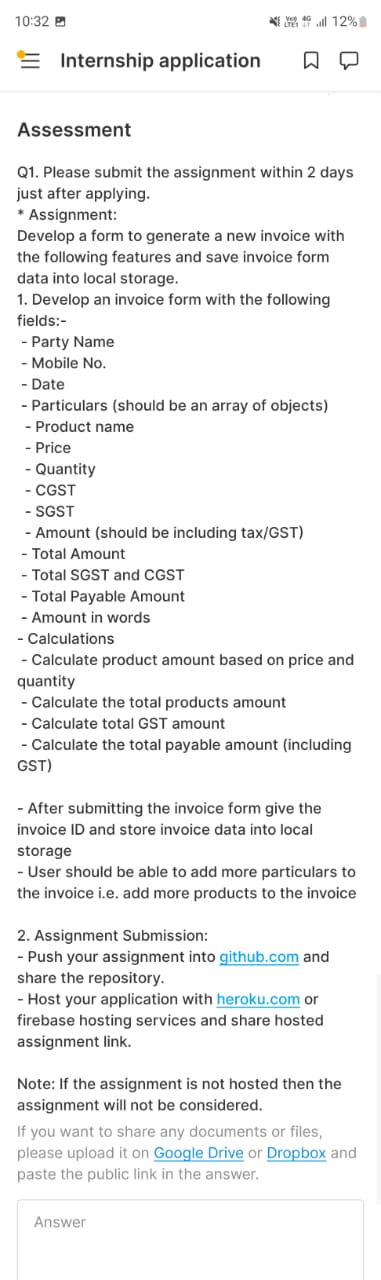 10:32
Vo)) 4G
LTE1
12%
Internship application
Assessment
Q1. Please submit the assignment within 2 days
just after applying.
* Assignment:
Develop a form to generate a new invoice with
the following features and save invoice form
data into local storage.
1. Develop an invoice form with the following
fields:-
- Party Name
- Mobile No.
- Date
- Particulars (should be an array of objects)
- Product name
- Price
- Quantity
- CGST
- SGST
- Amount (should be including tax/GST)
- Total Amount
- Total SGST and CGST
- Total Payable Amount
- Amount in words
- Calculations
- Calculate product amount based on price and
quantity
- Calculate the total products amount
- Calculate total GST amount
- Calculate the total payable amount (including
GST)
- After submitting the invoice form give the
invoice ID and store invoice data into local
storage
- User should be able to add more particulars to
the invoice i.e. add more products to the invoice
2. Assignment Submission:
- Push your assignment into github.com and
share the repository.
- Host your application with heroku.com or
firebase hosting services and share hosted
assignment link.
Note: If the assignment is not hosted then the
assignment will not be considered.
If you want to share any documents or files,
please upload it on Google Drive or Dropbox and
paste the public link in the answer.
Answer